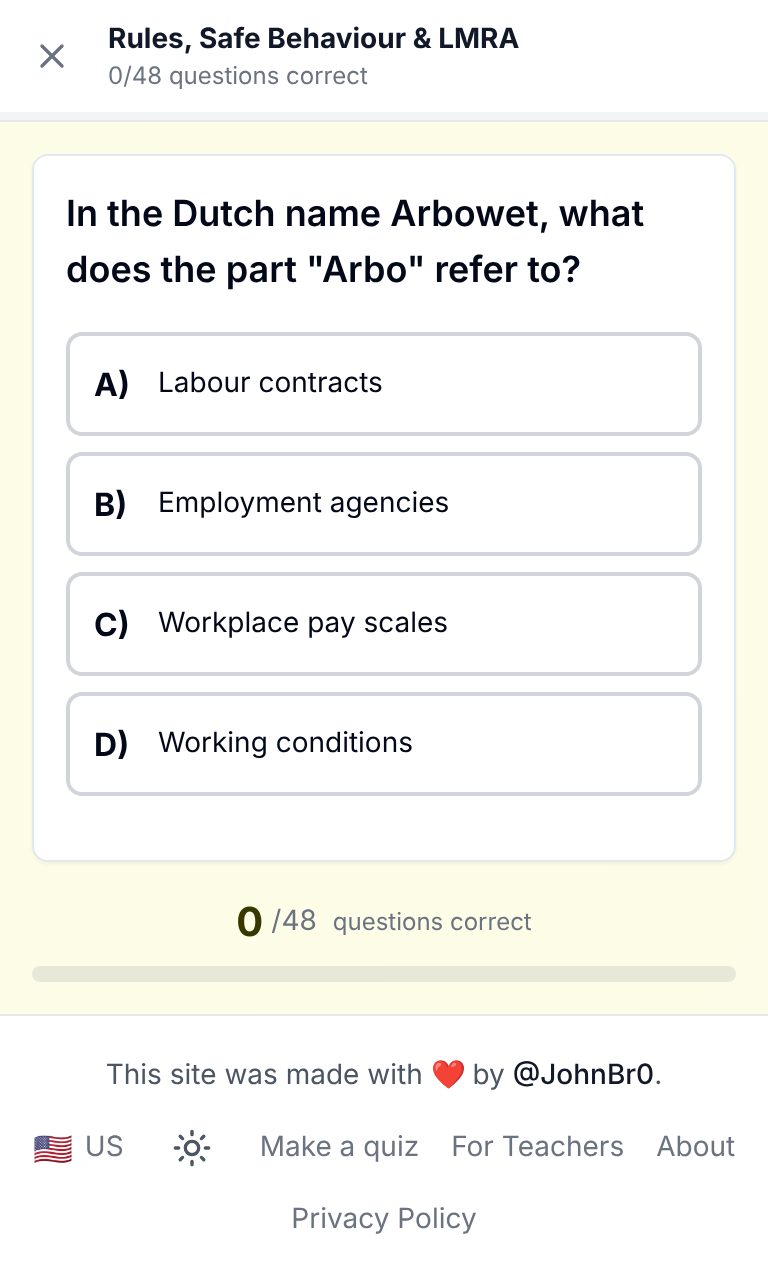 Rules, Safe Behaviour & LMRA
0/48 questions correct
In the Dutch name Arbowet, what
does the part "Arbo" refer to?
A) Labour contracts
B) Employment agencies
C) Workplace pay scales
D) Working conditions
0 /48 questions correct
This site was made with ❤️ by @JohnBr0.
🇺🇸 US Make a quiz For Teachers About
Privacy Policy